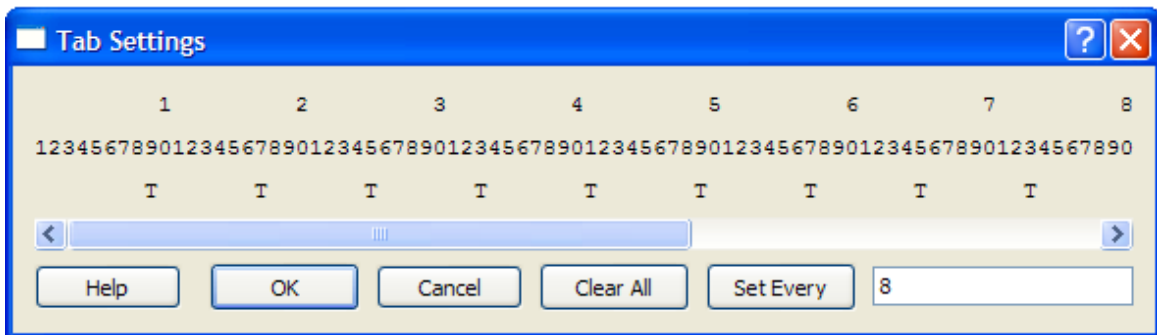 Tab Settings
1 2 3 4 5 6 7 8
12345678901234567890123456789012345678901234567890123456789012345678901234567890
T T T T T T T T T
Help OK Cancel Clear All Set Every 8